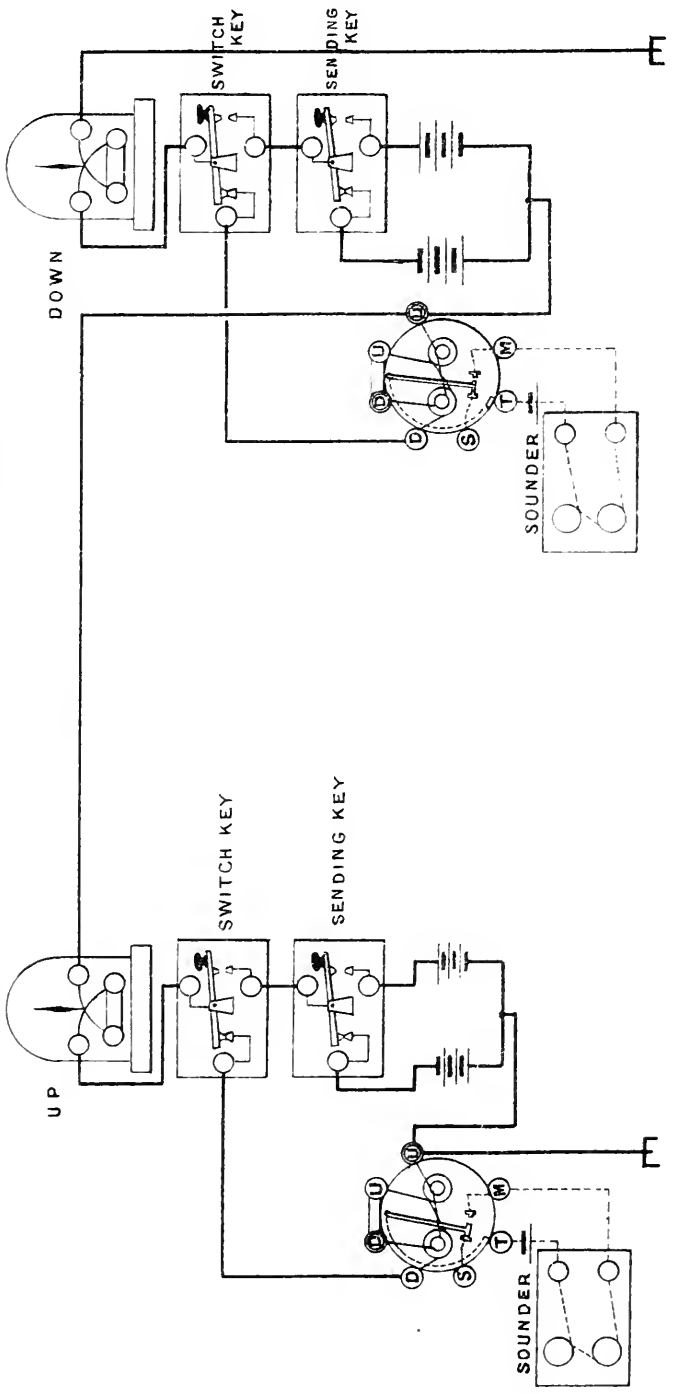 UP
SWITCH KEY
SENDING KEY
D U
D U
S
T M
SOUNDER
E
DOWN
SWITCH
KEY
SENDING
KEY
D U
D U
S
T M
SOUNDER
E